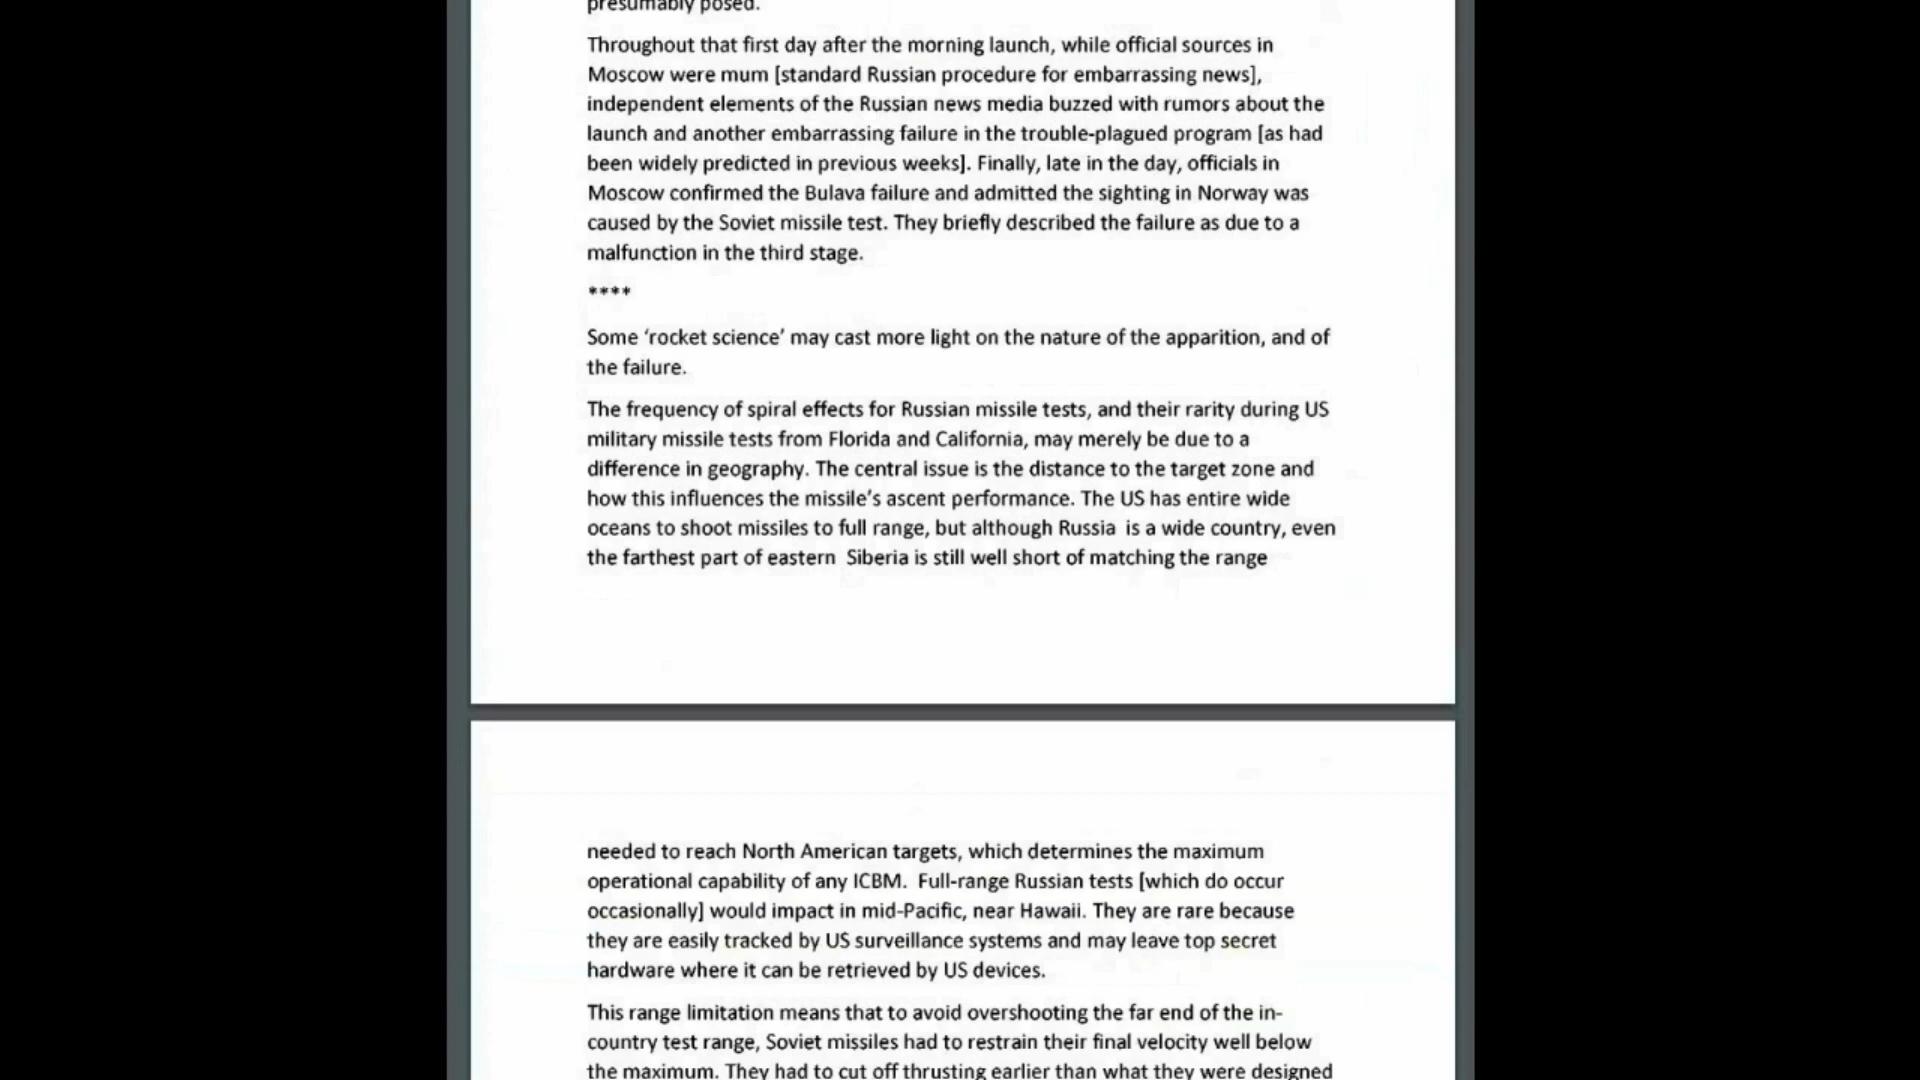 presumably posed.
Throughout that first day after the morning launch, while official sources in
Moscow were mum [standard Russian procedure for embarrassing news],
independent elements of the Russian news media buzzed with rumors about the
launch and another embarrassing failure in the trouble-plagued program [as had
been widely predicted in previous weeks]. Finally, late in the day, officials in
Moscow confirmed the Bulava failure and admitted the sighting in Norway was
caused by the Soviet missile test. They briefly described the failure as due to a
malfunction in the third stage.
****
Some ‘rocket science’ may cast more light on the nature of the apparition, and of
the failure.
The frequency of spiral effects for Russian missile tests, and their rarity during US
military missile tests from Florida and California, may merely be due to a
difference in geography. The central issue is the distance to the target zone and
how this influences the missile’s ascent performance. The US has entire wide
oceans to shoot missiles to full range, but although Russia  is a wide country, even
the farthest part of eastern  Siberia is still well short of matching the range
needed to reach North American targets, which determines the maximum
operational capability of any ICBM.  Full-range Russian tests [which do occur
occasionally] would impact in mid-Pacific, near Hawaii. They are rare because
they are easily tracked by US surveillance systems and may leave top secret
hardware where it can be retrieved by US devices.
This range limitation means that to avoid overshooting the far end of the in-
country test range, Soviet missiles had to restrain their final velocity well below
the maximum. They had to cut off thrusting earlier than what they were designed